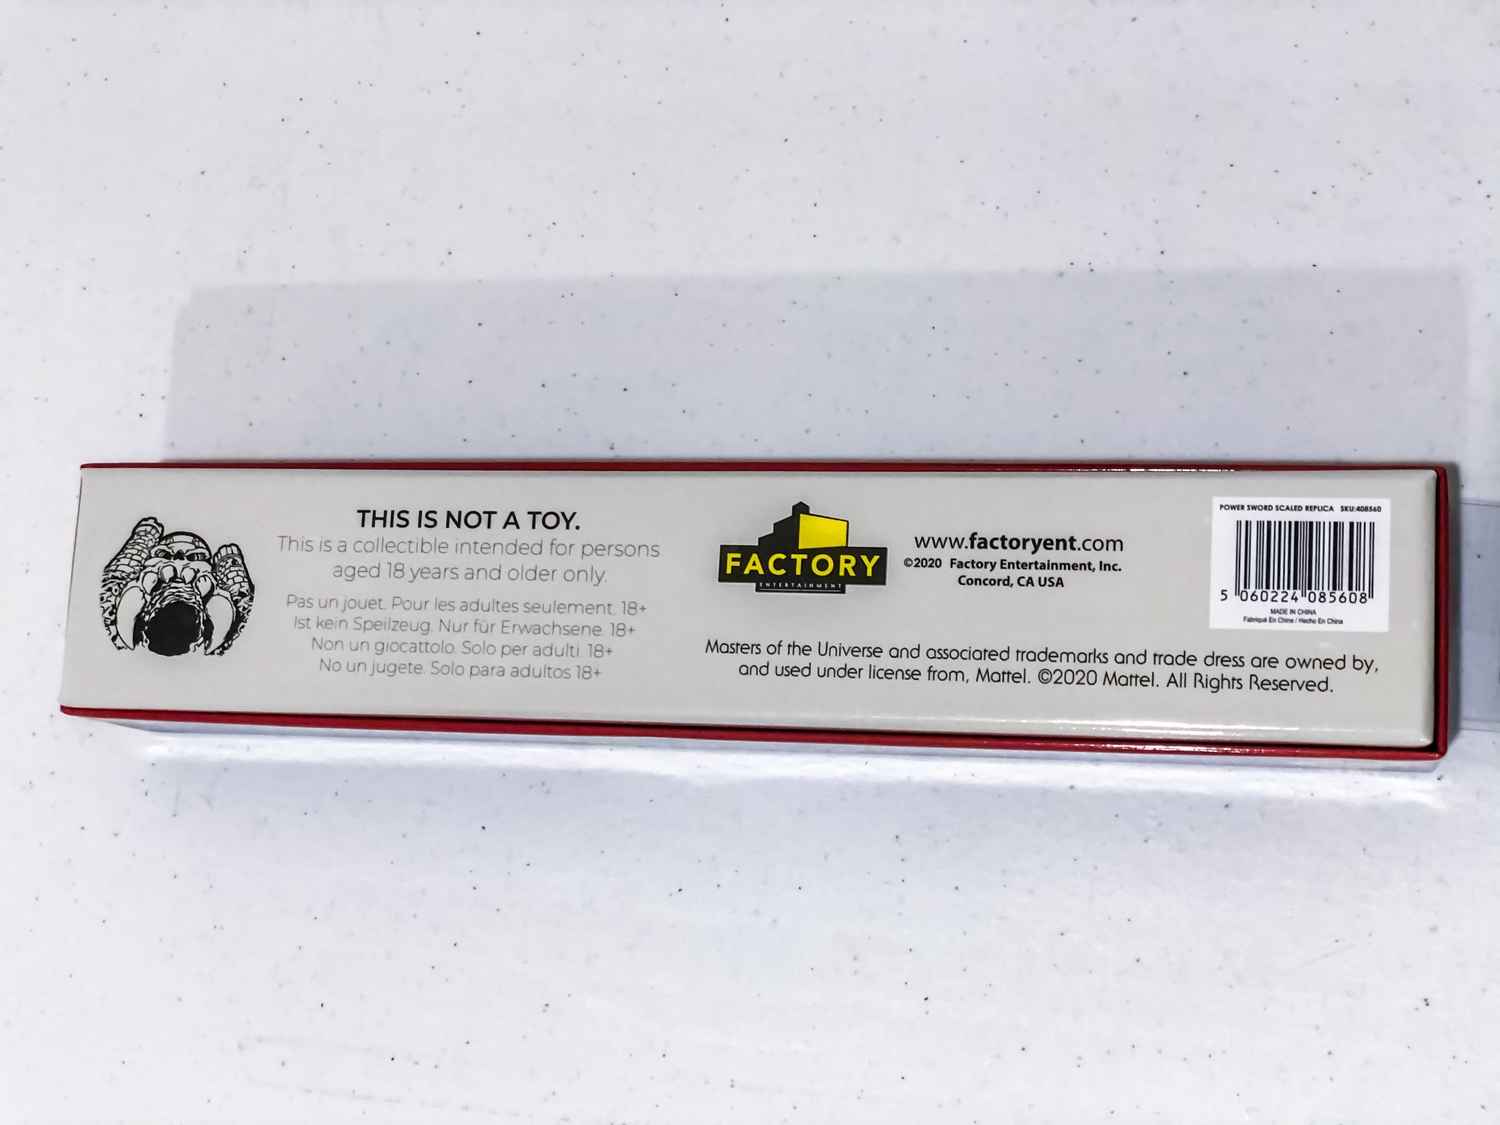 THIS IS NOT A TOY.
This is a collectible intended for persons
aged 18 years and older only.
Pas un jouet. Pour les adultes seulement. 18+
Ist kein Speilzeug. Nur für Erwachsene. 18+
Non un giocattolo. Solo per adulti. 18+
No un jugete. Solo para adultos 18+
FACTORY
ENTERTAINMENT
www.factoryent.com
©2020 Factory Entertainment, Inc.
Concord, CA USA
Masters of the Universe and associated trademarks and trade dress are owned by,
and used under license from, Mattel. ©2020 Mattel. All Rights Reserved.
POWER SWORD SCALED REPLICA SKU:408560
5 060224 085608
MADE IN CHINA
Fabriqué En Chine / Hecho En China